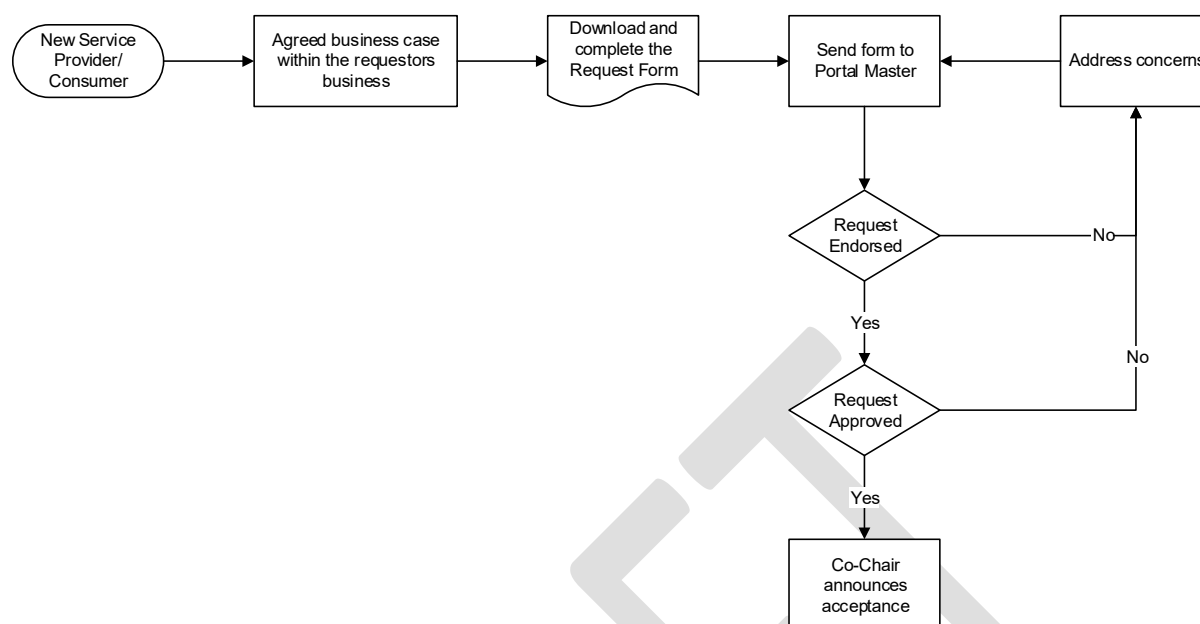 New Service
Provider/
Consumer
Agreed business case
within the requestors
business
Download and
complete the
Request Form
Send form to
Portal Master
Address concerns
Request
Endorsed
No
Yes
No
Request
Approved
Yes
Co-Chair
announces
acceptance